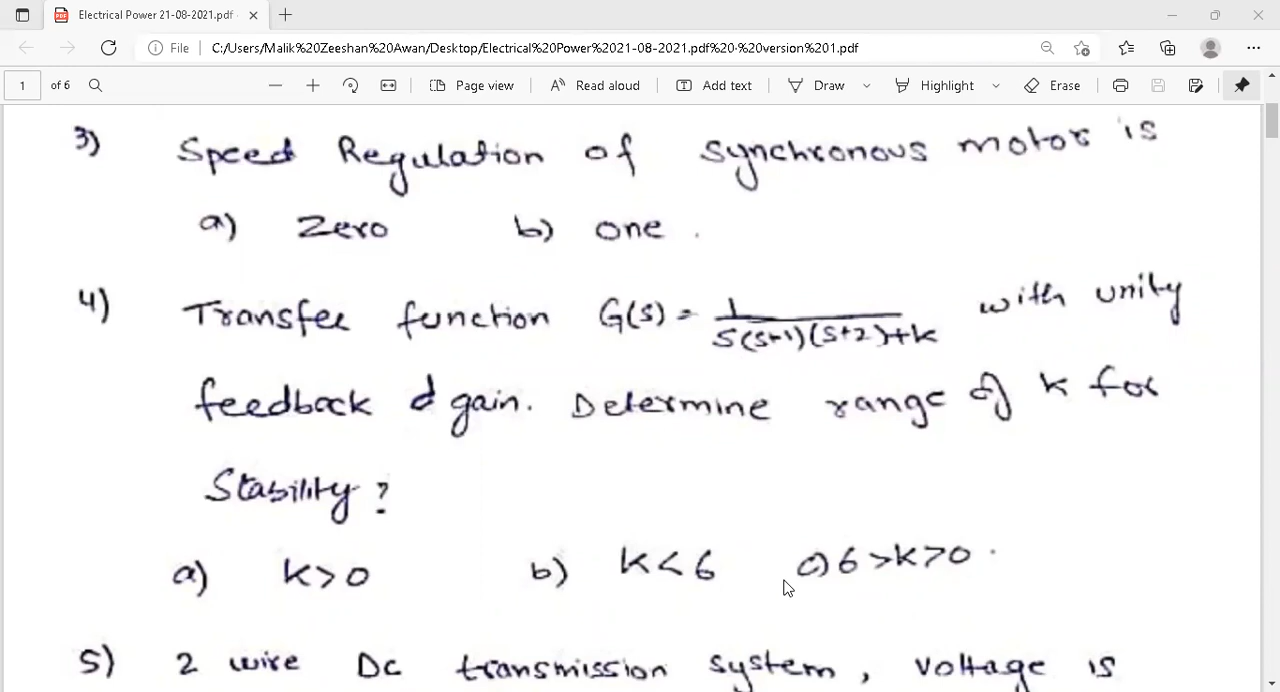 Electrical Power 21-08-2021.pdf
File C:/Users/Malik%20Zeeshan%20Awan/Desktop/Electrical%20Power%2021-08-2021.pdf%20-%20version%201.pdf
1 of 6 Page view Read aloud Add text Draw Highlight Erase
3) Speed Regulation of synchronous motor is
a) Zero b) one .
4) Transfer function G(s) = 1/S(S+1)(S+2)+k with unity
feedback d gain. Determine range of k for
Stability?
a) k>0 b) k<6 c) 6>k>0 .
5) 2 wire Dc transmission system, voltage is